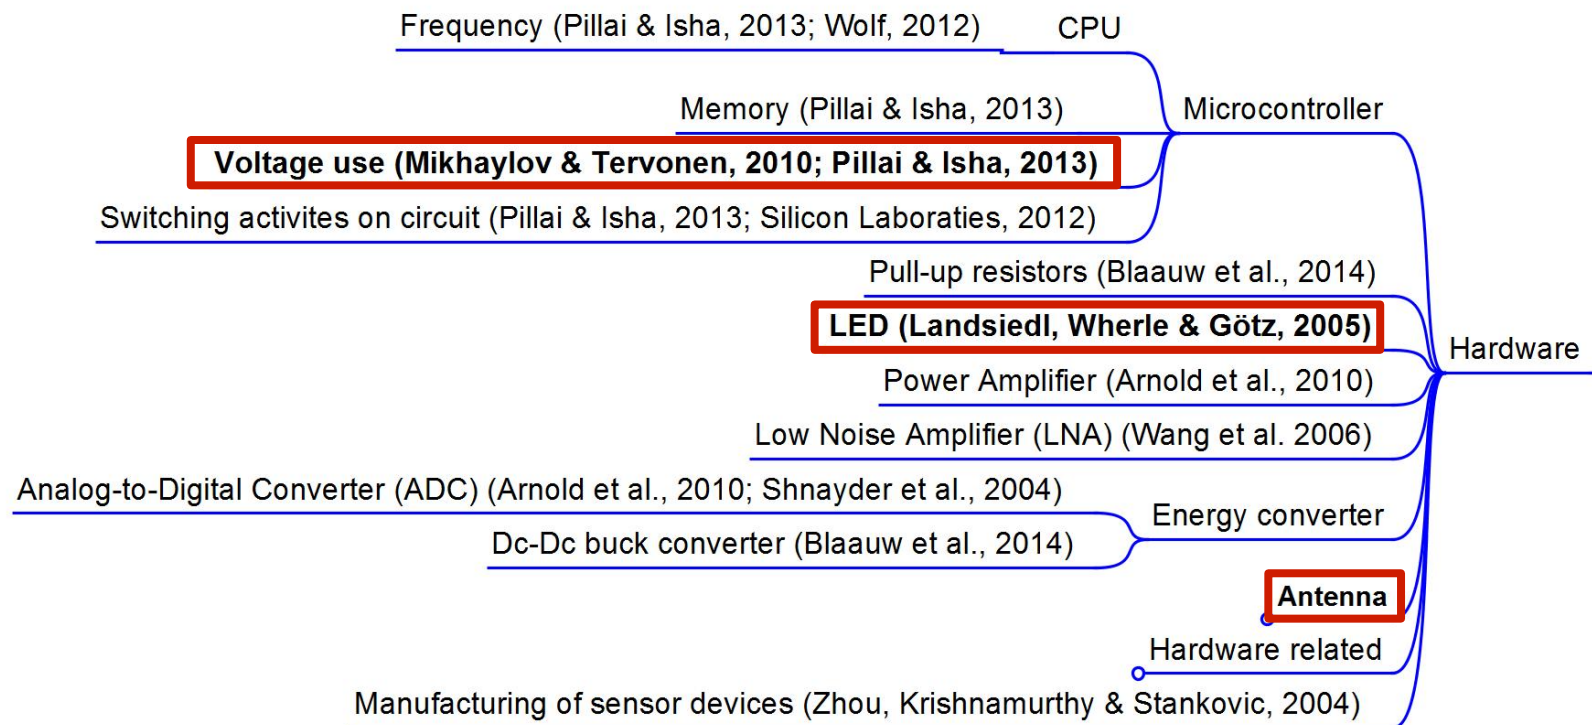 Frequency (Pillai & Isha, 2013; Wolf, 2012)
CPU
Memory (Pillai & Isha, 2013)
Microcontroller
Voltage use (Mikhaylov & Tervonen, 2010; Pillai & Isha, 2013)
Switching activites on circuit (Pillai & Isha, 2013; Silicon Laboraties, 2012)
Pull-up resistors (Blaauw et al., 2014)
LED (Landsiedl, Wherle & Götz, 2005)
Hardware
Power Amplifier (Arnold et al., 2010)
Low Noise Amplifier (LNA) (Wang et al. 2006)
Analog-to-Digital Converter (ADC) (Arnold et al., 2010; Shnayder et al., 2004)
Energy converter
Dc-Dc buck converter (Blaauw et al., 2014)
Antenna
Hardware related
Manufacturing of sensor devices (Zhou, Krishnamurthy & Stankovic, 2004)